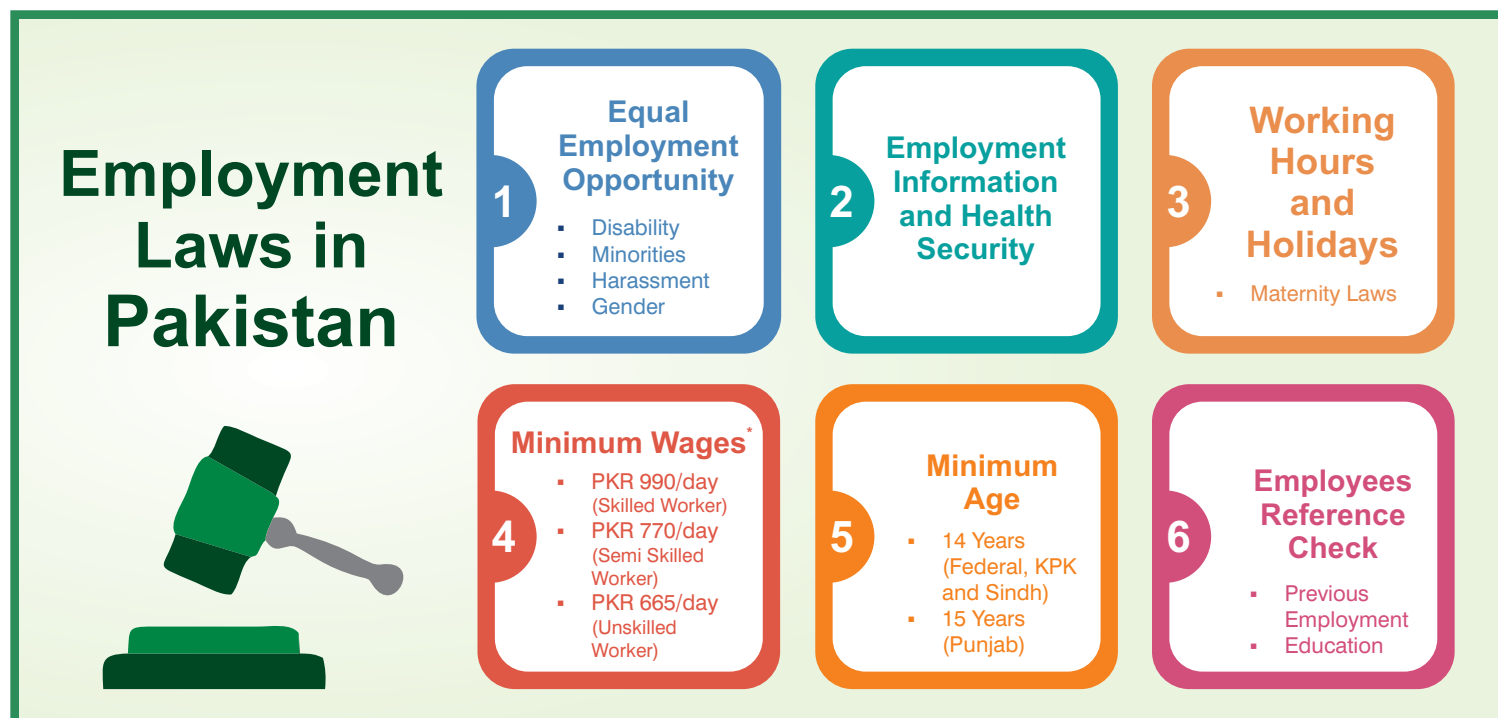 Employment
Laws in
Pakistan
1
Equal
Employment
Opportunity
▪ Disability
▪ Minorities
▪ Harassment
▪ Gender
2
Employment
Information
and Health
Security
3
Working
Hours
and
Holidays
▪ Maternity Laws
4
Minimum Wages*
▪ PKR 990/day
(Skilled Worker)
▪ PKR 770/day
(Semi Skilled
Worker)
▪ PKR 665/day
(Unskilled
Worker)
5
Minimum
Age
▪ 14 Years
(Federal, KPK
and Sindh)
▪ 15 Years
(Punjab)
6
Employees
Reference
Check
▪ Previous
Employment
▪ Education